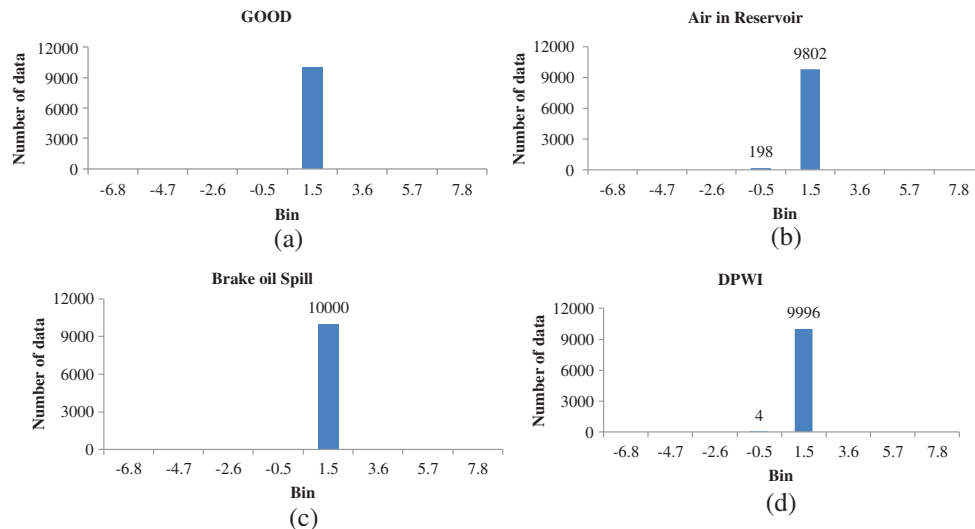 GOOD
12000
9000
6000
3000
0
Number of data
-6.8 -4.7 -2.6 -0.5 1.5 3.6 5.7 7.8
Bin
(a)
Air in Reservoir
12000
9000
6000
3000
0
Number of data
198
9802
-6.8 -4.7 -2.6 -0.5 1.5 3.6 5.7 7.8
Bin
(b)
Brake oil Spill
12000
9000
6000
3000
0
Number of data
10000
-6.8 -4.7 -2.6 -0.5 1.5 3.6 5.7 7.8
Bin
(c)
DPWI
12000
9000
6000
3000
0
Number of data
4
9996
-6.8 -4.7 -2.6 -0.5 1.5 3.6 5.7 7.8
Bin
(d)